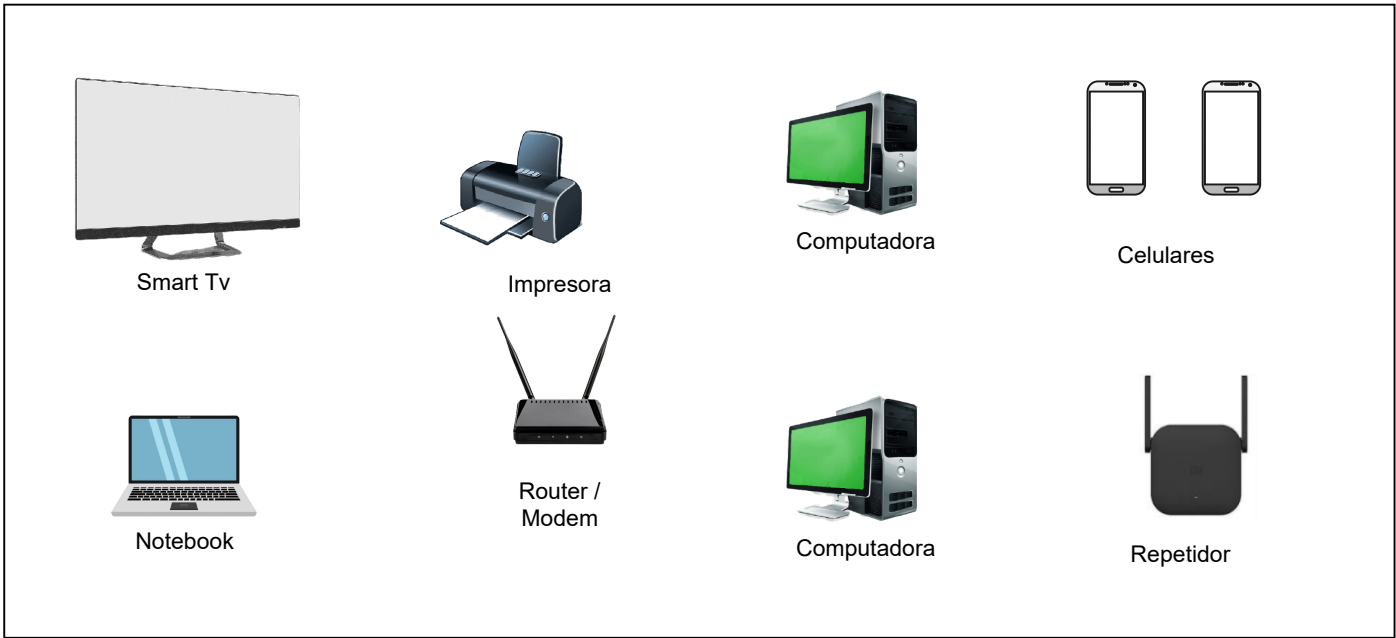 Smart Tv
Impresora
Computadora
Celulares
Notebook
Router /
Modem
Computadora
Repetidor